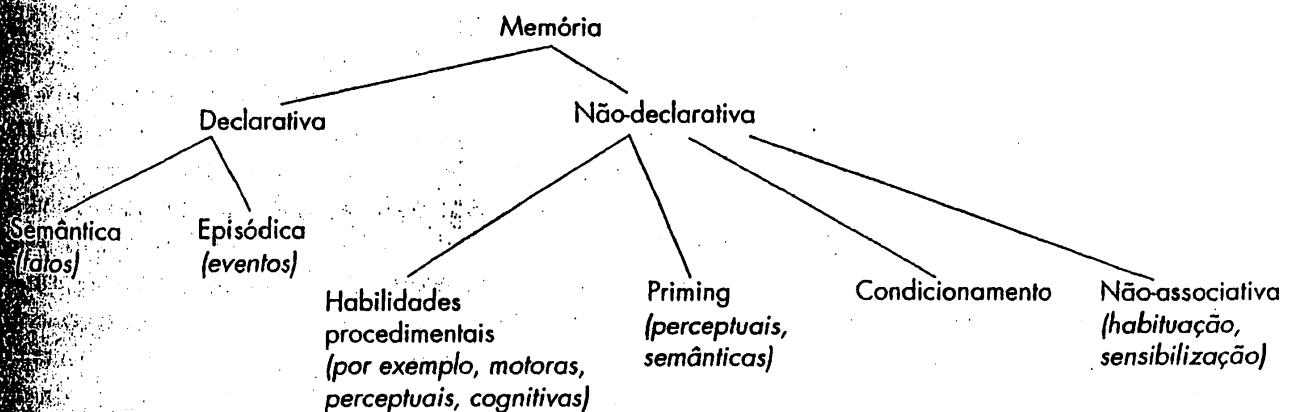 Memória
Declarativa
Não-declarativa
Semântica
(fatos)
Episódica
(eventos)
Habilidades
procedimentais
(por exemplo, motoras,
perceptuais, cognitivas)
Priming
(perceptuais,
semânticas)
Condicionamento
Não-associativa
(habituação,
sensibilização)